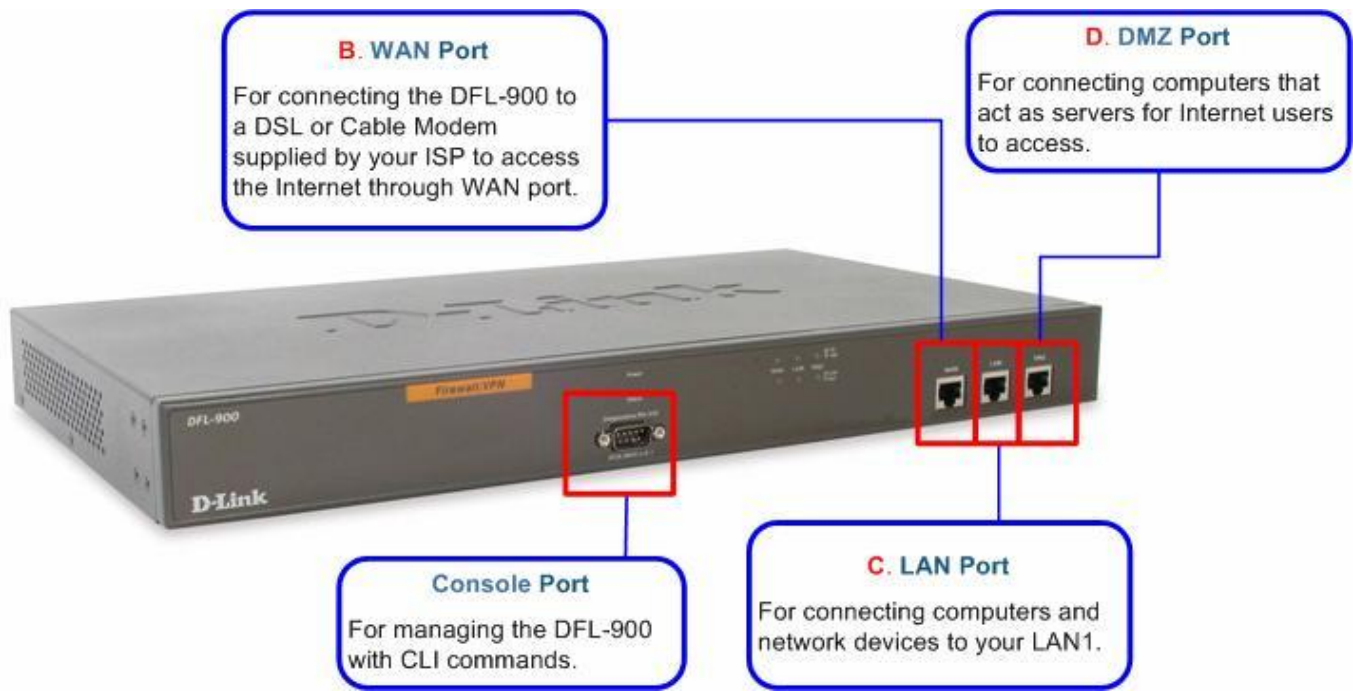 B. WAN Port
For connecting the DFL-900 to
a DSL or Cable Modem
supplied by your ISP to access
the Internet through WAN port.
D. DMZ Port
For connecting computers that
act as servers for Internet users
to access.
D-Link
Firewall/VPN
DFL-900
D-Link
WAN
LAN
DMZ
Console Port
For managing the DFL-900
with CLI commands.
C. LAN Port
For connecting computers and
network devices to your LAN1.